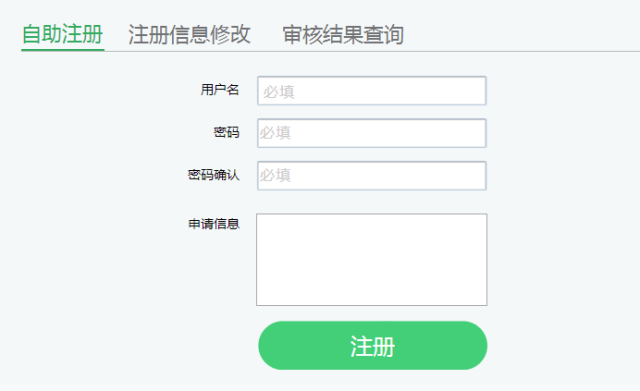 自助注册 注册信息修改 审核结果查询
用户名 必填
密码 必填
密码确认 必填
申请信息
注册